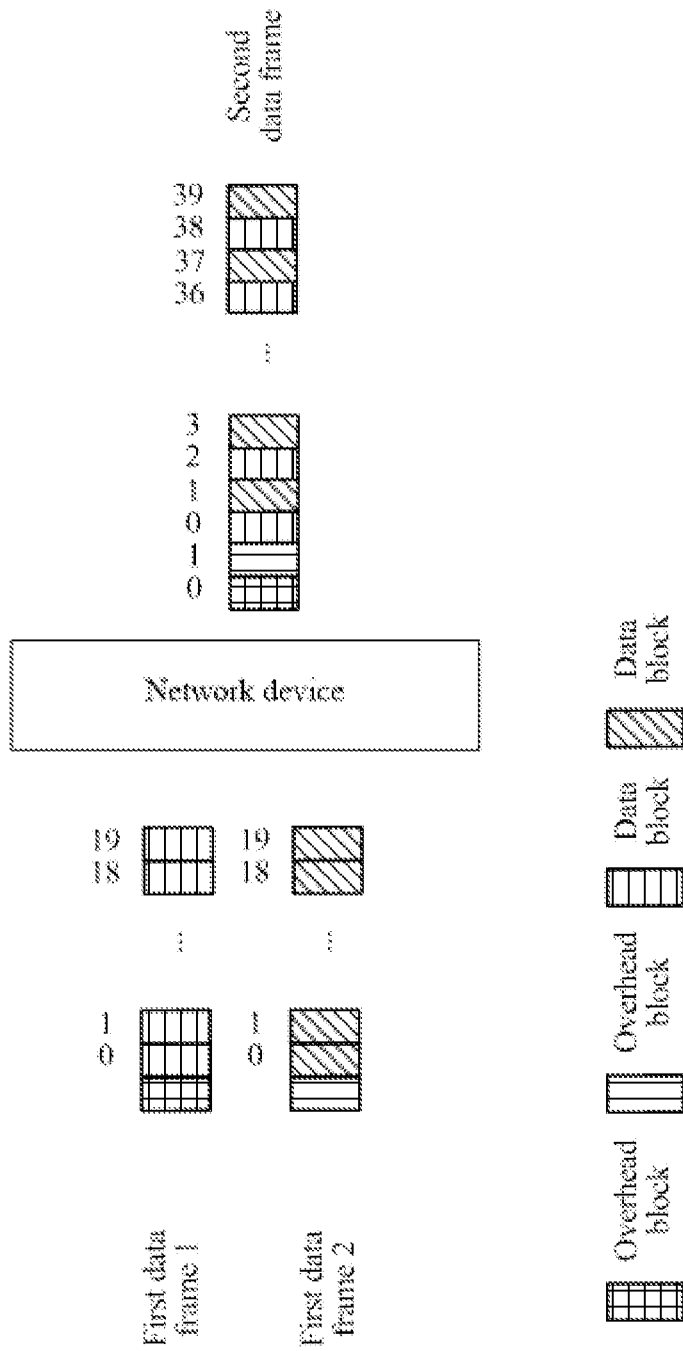 First data
frame 1
0
1
...
18
19
First data
frame 2
0
1
...
18
19
Network device
0
1
0
1
2
3
...
36
37
38
39
Second
data frame
Overhead
block
Overhead
block
Data
block
Data
block